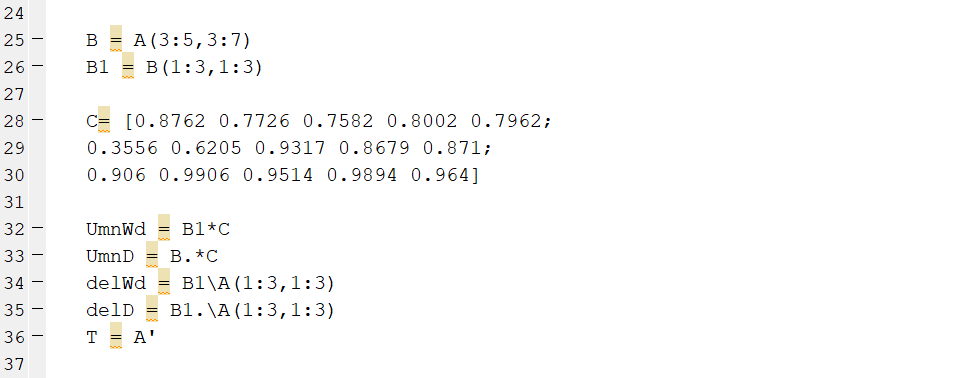 24
25 — B = A(3:5,3:7)
26 — B1 = B(1:3,1:3)
27
28 — C= [0.8762 0.7726 0.7582 0.8002 0.7962;
29 0.3556 0.6205 0.9317 0.8679 0.871;
30 0.906 0.9906 0.9514 0.9894 0.964]
31
32 — UmnWd = B1*C
33 — UmnD = B.*C
34 — delWd = B1\A(1:3,1:3)
35 — delD = B1.\A(1:3,1:3)
36 — T = A'
37